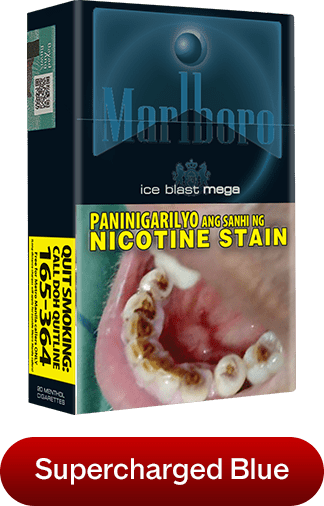 Marlboro
ice blast mega
PANINIGARILYO ANG SANHI NG
NICOTINE STAIN
QUIT SMOKING:
CALL DOH QUITLINE
165-364
20 MENTHOL
CIGARETTES
Supercharged Blue